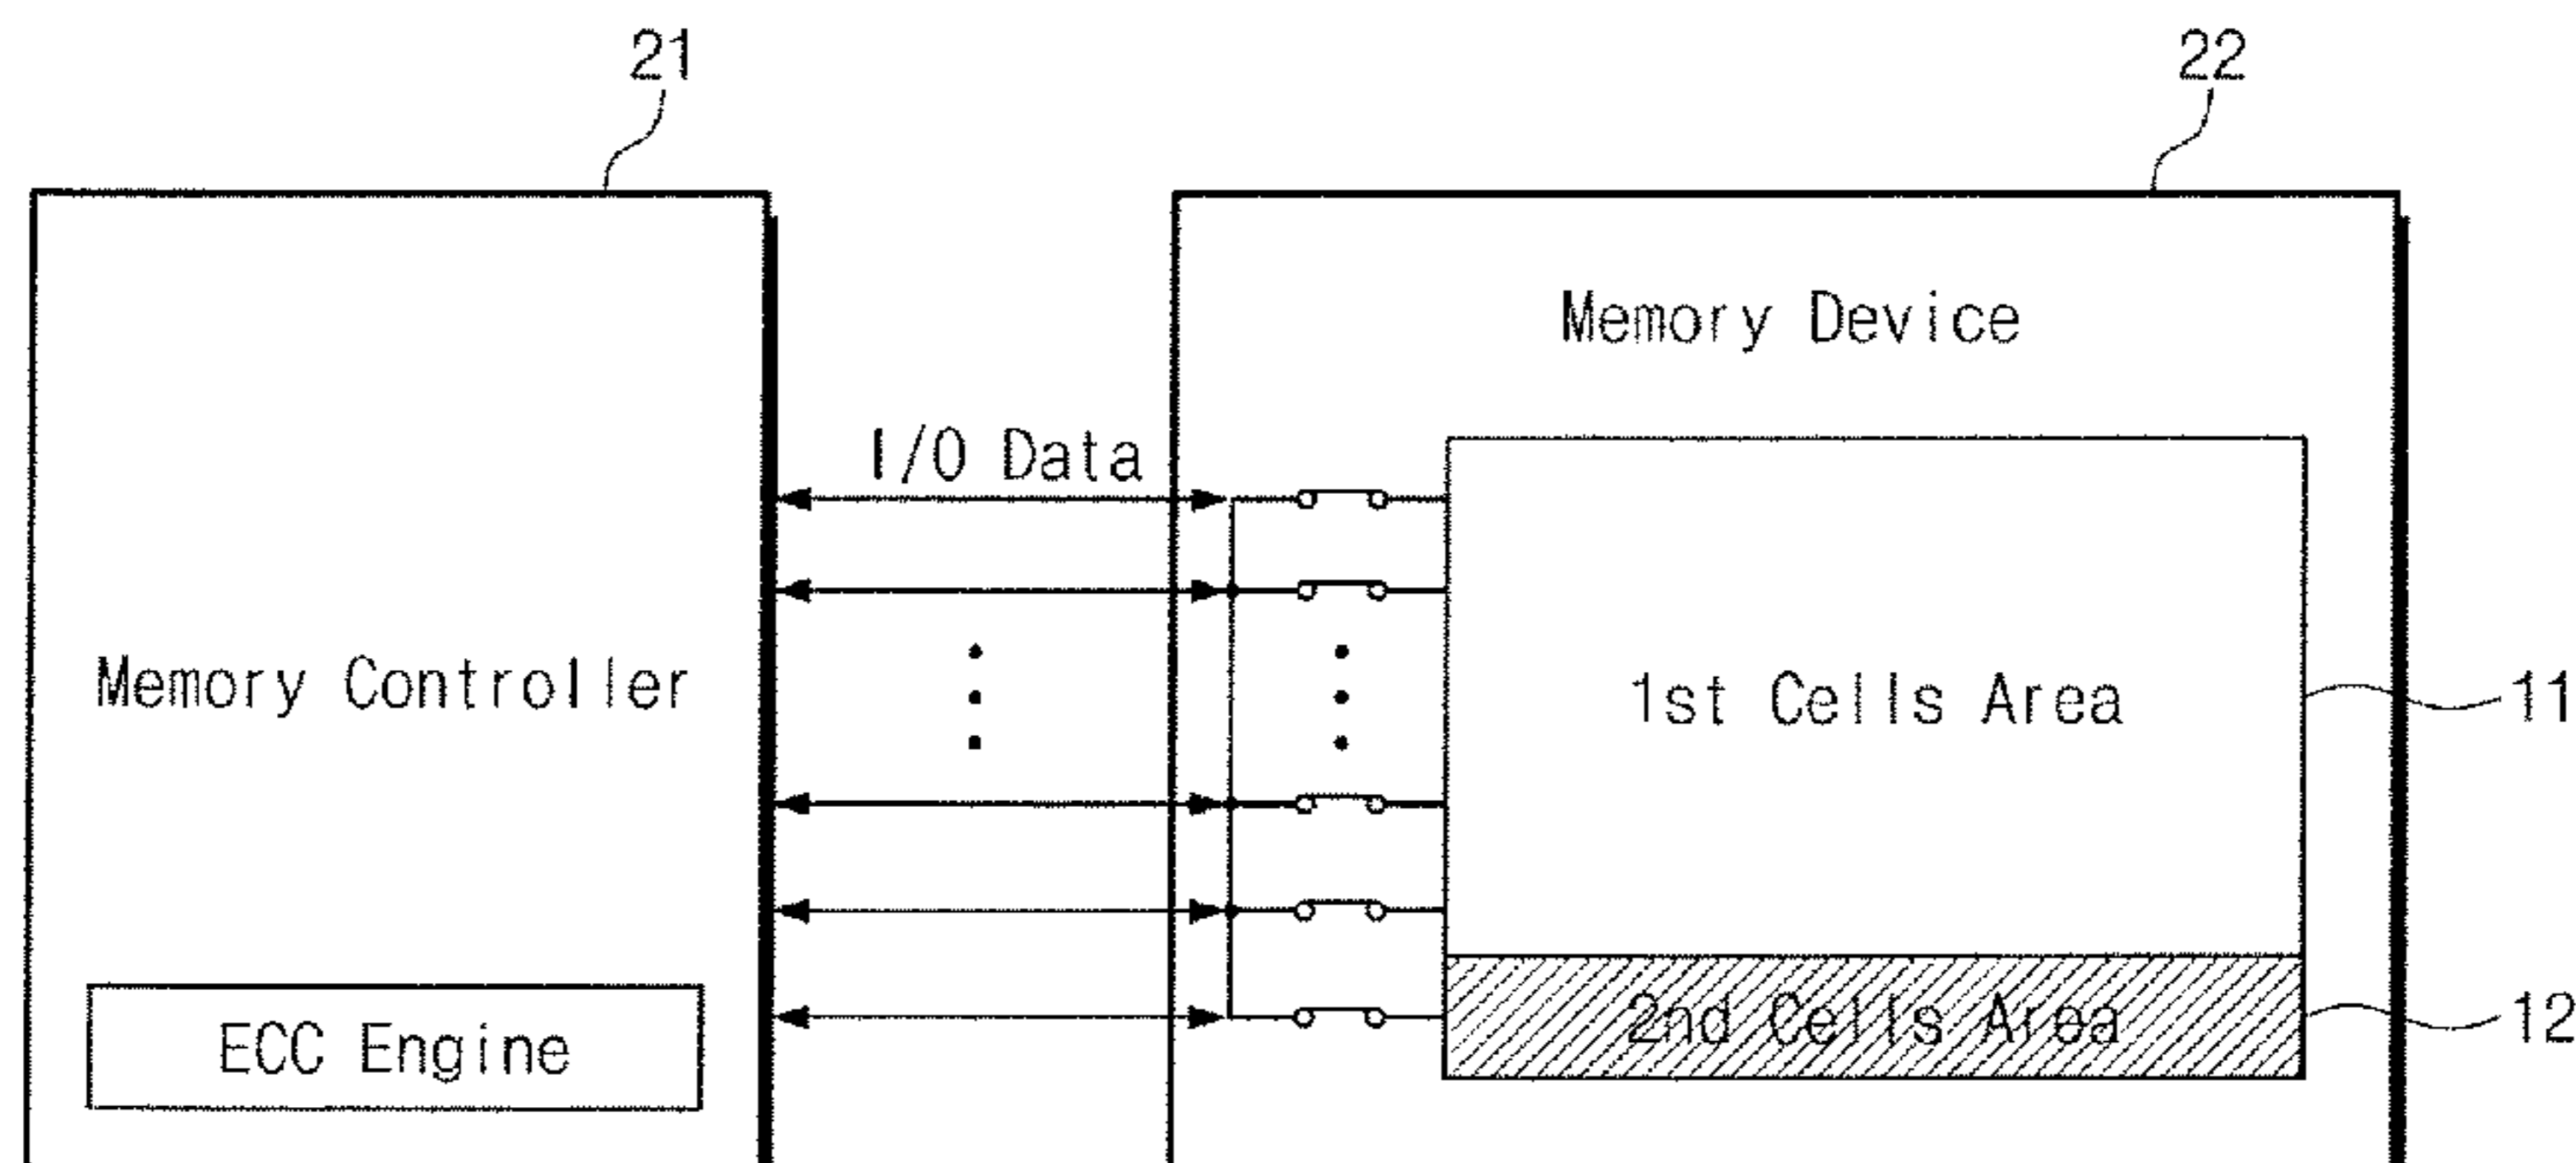 21
22
Memory Device
I/O Data
Memory Controller
1st Cells Area
11
ECC Engine
2nd Cells Area
12